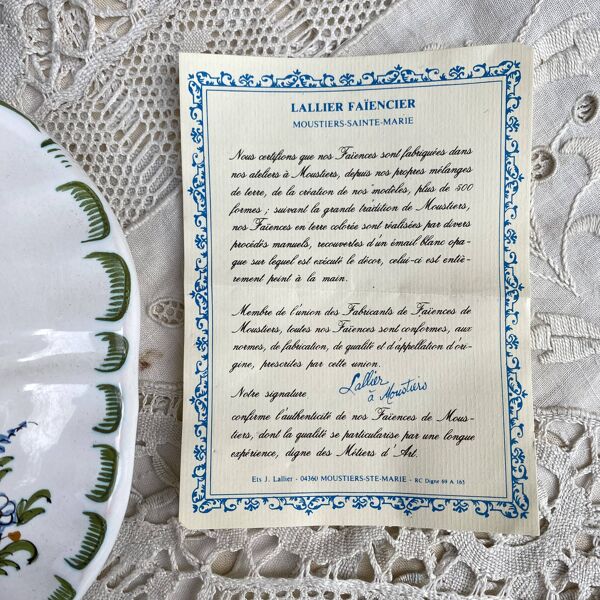 LALLIER FAÏENCIER
MOUSTIERS-SAINTE-MARIE
Nous certifions que nos Faïences sont fabriquées dans
nos ateliers à Moustiers, depuis nos propres mélanges
de terre, de la création de nos modèles, plus de 500
formes ; suivant la grande tradition de Moustiers,
nos Faïences en terre colorée sont réalisées par divers
procédés manuels, recouvertes d'un émail blanc opa-
que sur lequel est exécuté le décor, celui-ci est entiè-
rement peint à la main.
Membre de l'union des Fabricants de Faïences de
Moustiers, toutes nos Faïences sont conformes, aux
normes, de fabrication, de qualité et d'appellation d'ori-
gine, prescrites par cette union.
Notre signature Lallier
à Moustiers
confirme l'authenticité de nos Faïences de Mous-
tiers, dont la qualité se particularise par une longue
expérience, digne des Métiers d'Art.
Ets J. Lallier - 04360 MOUSTIERS-STE-MARIE - RC Digne 69 A 165